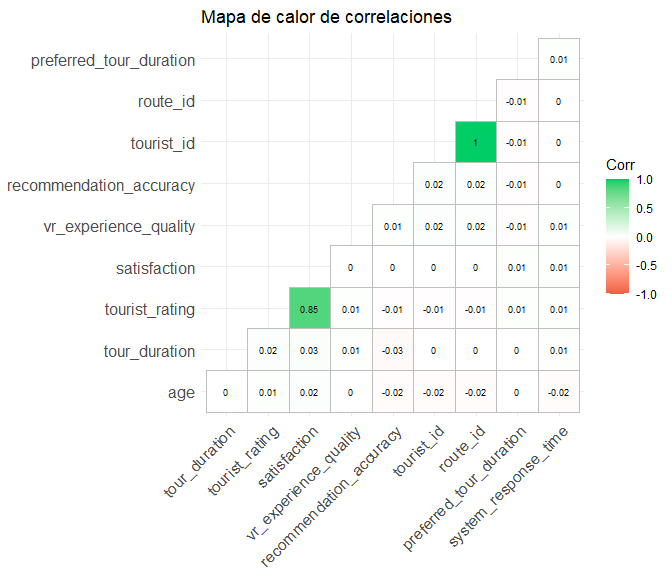 Mapa de calor de correlaciones
preferred_tour_duration 0.01
route_id -0.01 0
tourist_id 1 -0.01 0
recommendation_accuracy 0.02 0.02 -0.01 0
vr_experience_quality 0.01 0.02 0.02 -0.01 0.01
satisfaction 0 0 0 0 0.01 0.01
tourist_rating 0.85 0.01 -0.01 -0.01 -0.01 0.01 0.01
tour_duration 0.02 0.03 0.01 -0.03 0 0 0 0.01
age 0 0.01 0.02 0 -0.02 -0.02 -0.02 0 -0.02
tour_duration
tourist_rating
satisfaction
vr_experience_quality
recommendation_accuracy
tourist_id
route_id
preferred_tour_duration
system_response_time
Corr
1.0
0.5
0.0
-0.5
-1.0